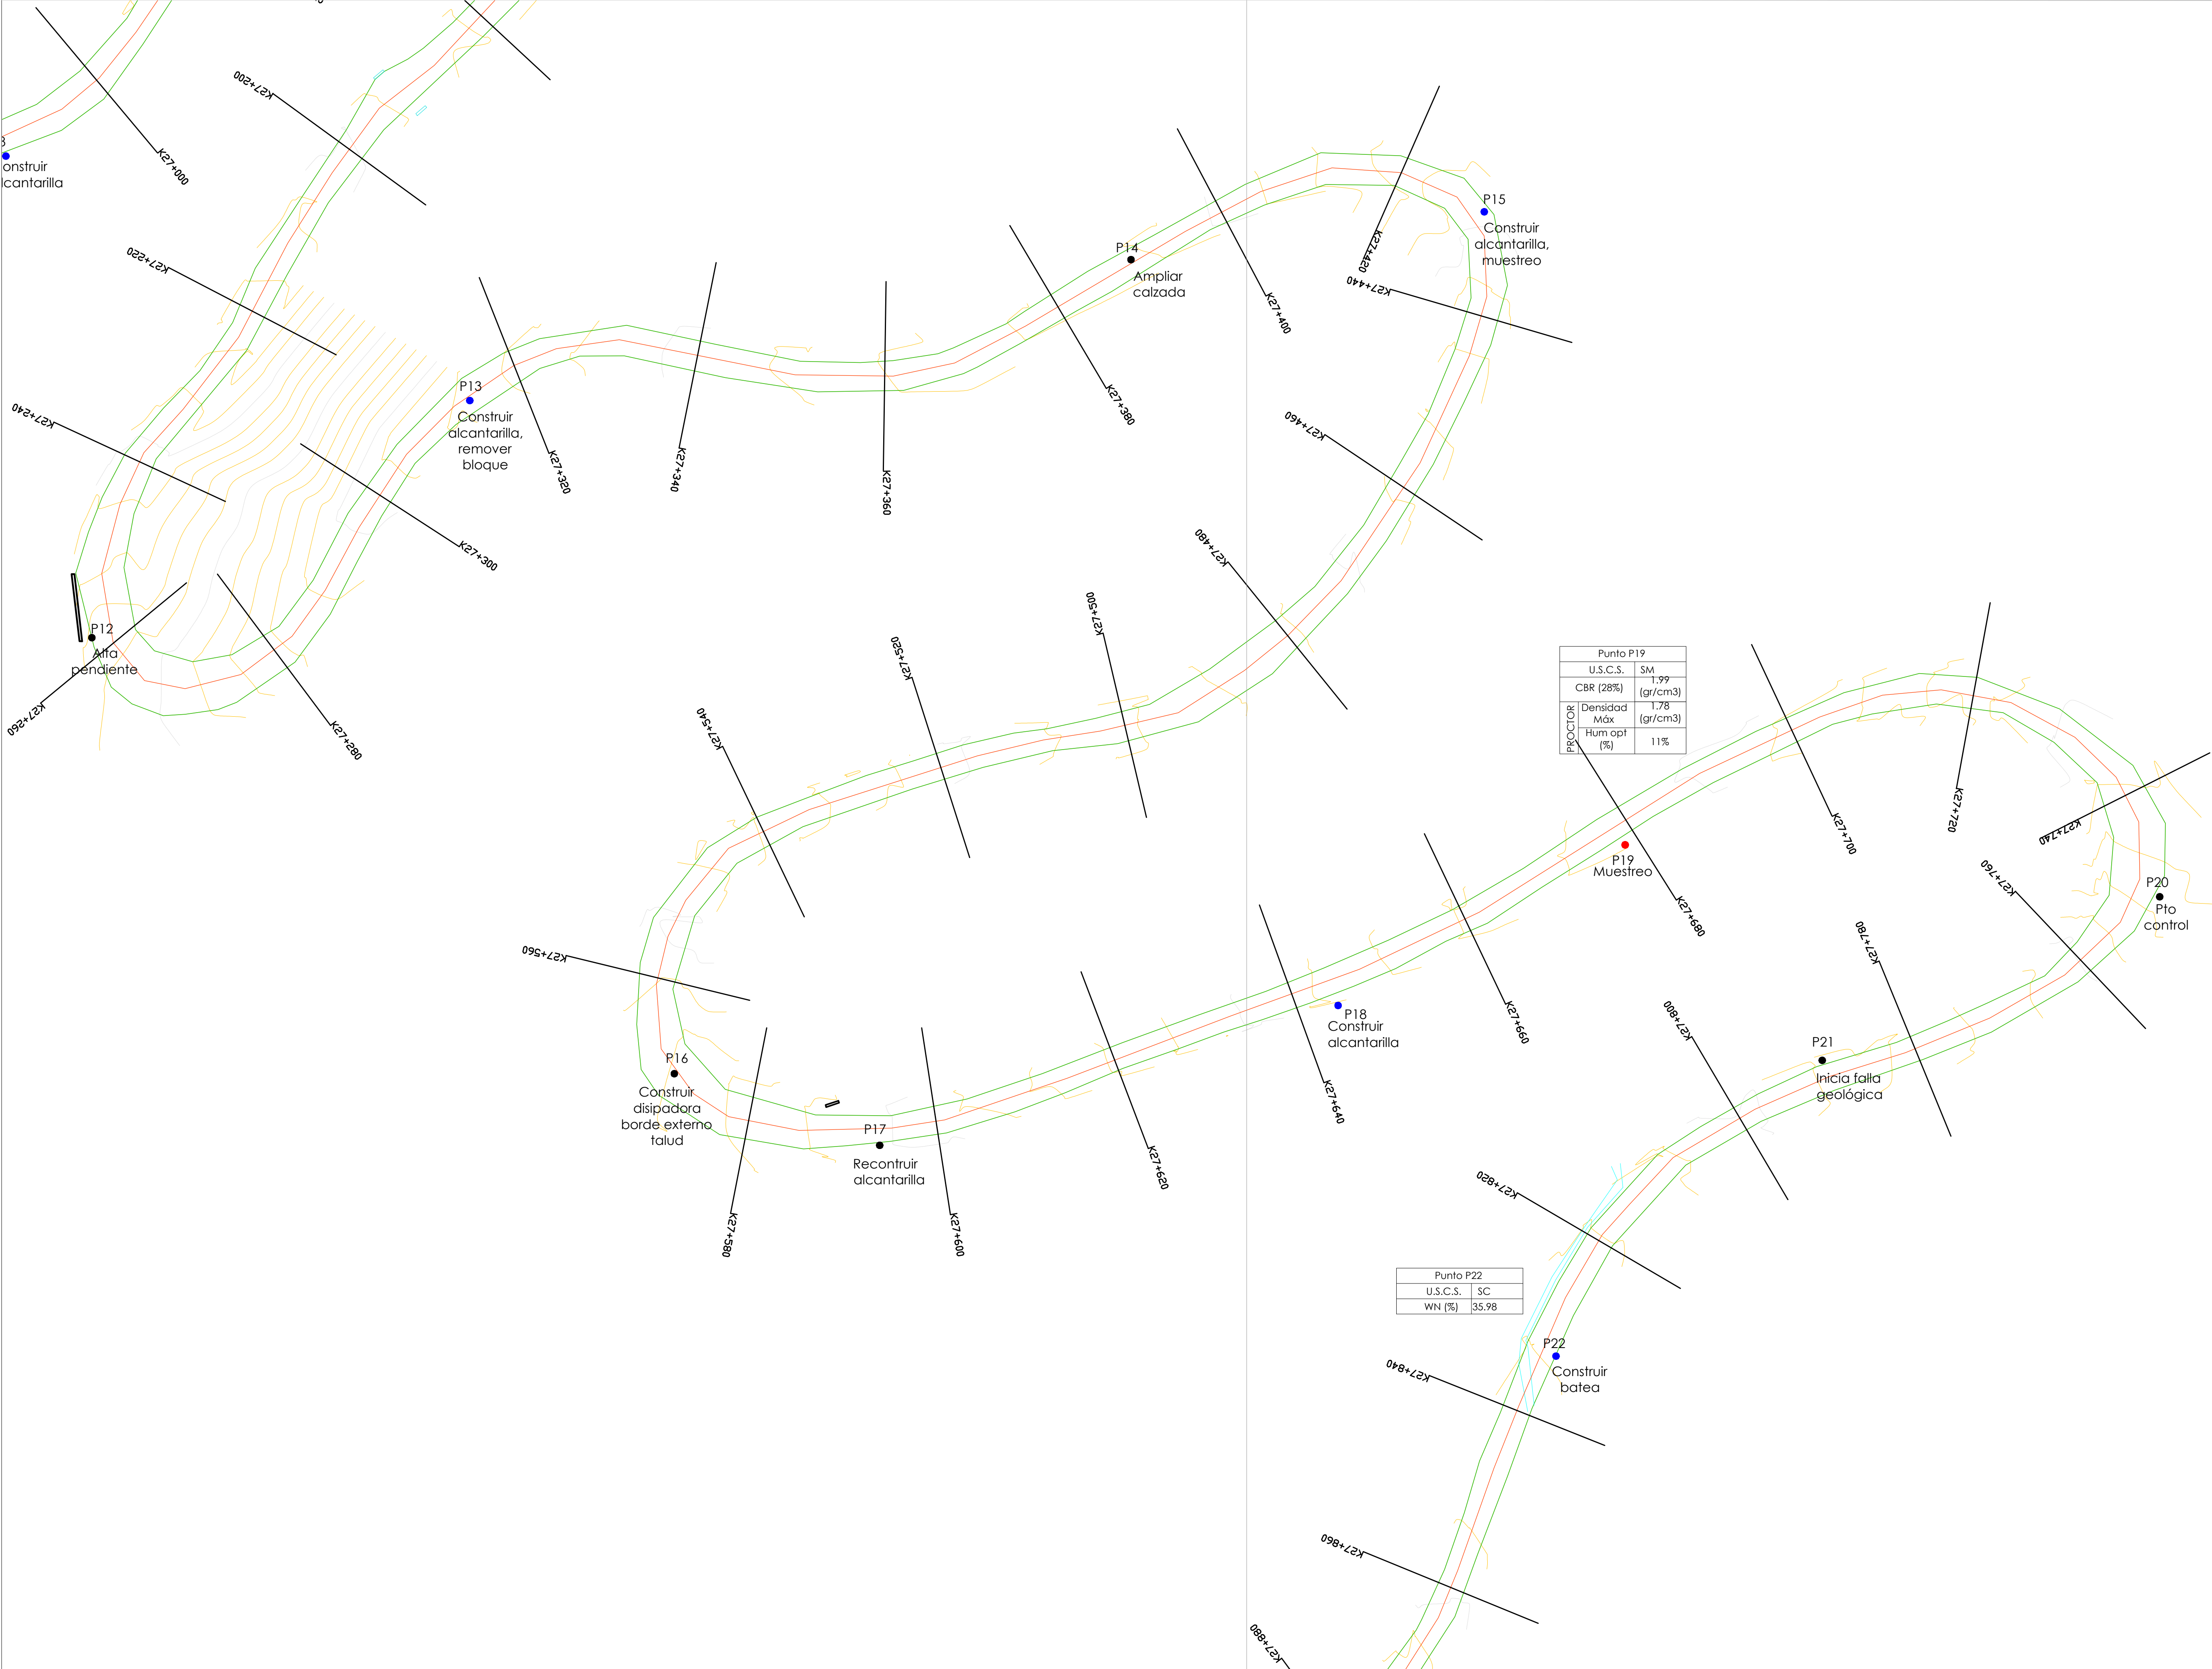 K27+000
onstruir
lcantarilla
K27+200
K27+220
K27+240
K27+260
K27+280
K27+300
P12
Alta
pendiente
P13
Construir
alcantarilla,
remover
bloque
K27+320
K27+340
K27+360
K27+380
P14
Ampliar
calzada
K27+400
K27+420
P15
Construir
alcantarilla,
muestreo
K27+440
K27+460
K27+480
K27+500
K27+520
K27+540
K27+560
P16
Construir
disipadora
borde externo
talud
K27+580
P17
Recontruir
alcantarilla
K27+600
K27+620
K27+640
P18
Construir
alcantarilla
K27+660
Punto P19
U.S.C.S. SM
CBR (28%) 1.99
(gr/cm3)
PROCTOR
Densidad
Máx
1.78
(gr/cm3)
Hum opt
(%)
11%
P19
Muestreo
K27+680
K27+700
K27+720
K27+740
P20
Pto
control
K27+760
K27+780
P21
Inicia falla
geológica
K27+800
K27+820
Punto P22
U.S.C.S. SC
WN (%) 35.98
P22
Construir
batea
K27+840
K27+860
K27+880